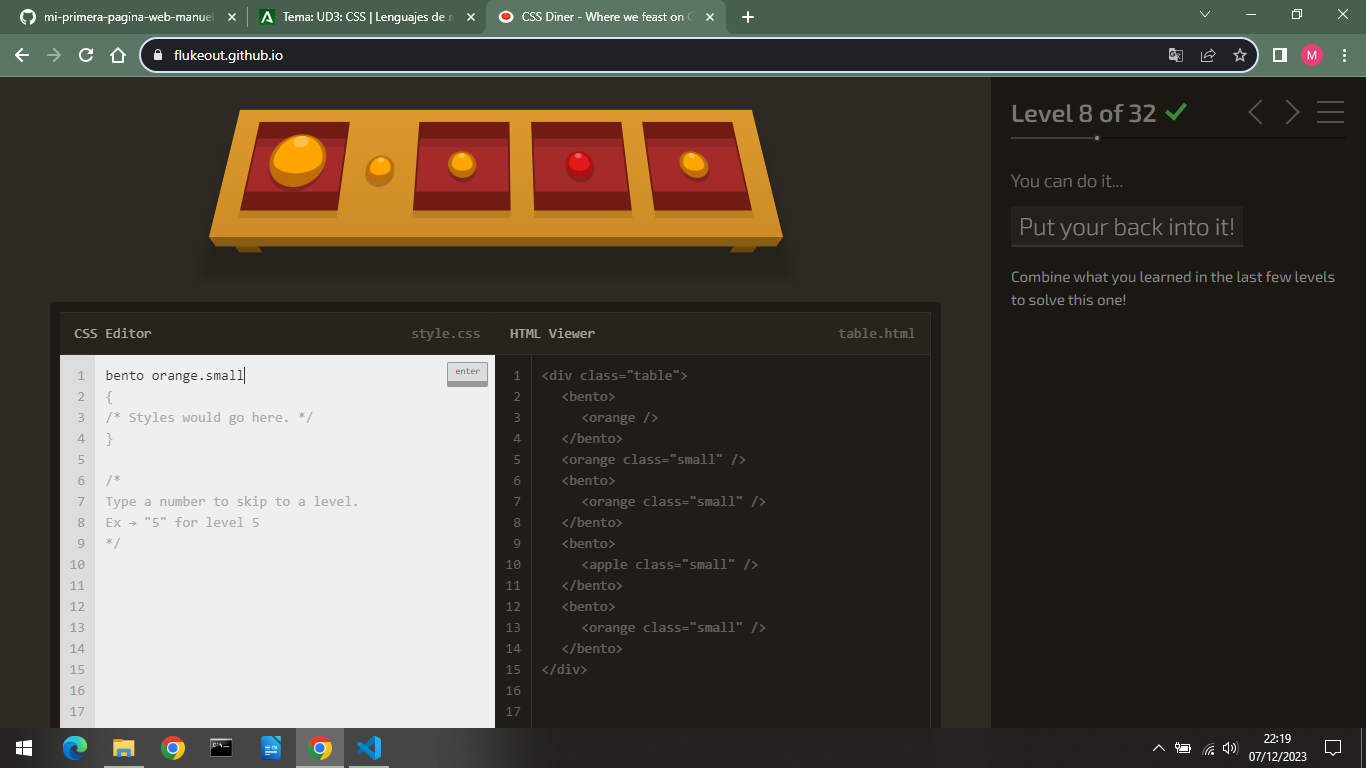 mi-primera-pagina-web-manuel
Tema: UD3: CSS | Lenguajes de m
CSS Diner - Where we feast on C
flukeout.github.io
M
Level 8 of 32
You can do it...
Put your back into it!
Combine what you learned in the last few levels
to solve this one!
CSS Editor
style.css
HTML Viewer
table.html
enter
1 bento orange.small
2 {
3 /* Styles would go here. */
4 }
5
6 /*
7 Type a number to skip to a level.
8 Ex → "5" for level 5
9 */
10
11
12
13
14
15
16
17
1 <div class="table">
2 <bento>
3 <orange />
4 </bento>
5 <orange class="small" />
6 <bento>
7 <orange class="small" />
8 </bento>
9 <bento>
10 <apple class="small" />
11 </bento>
12 <bento>
13 <orange class="small" />
14 </bento>
15 </div>
16
17
22:19
07/12/2023